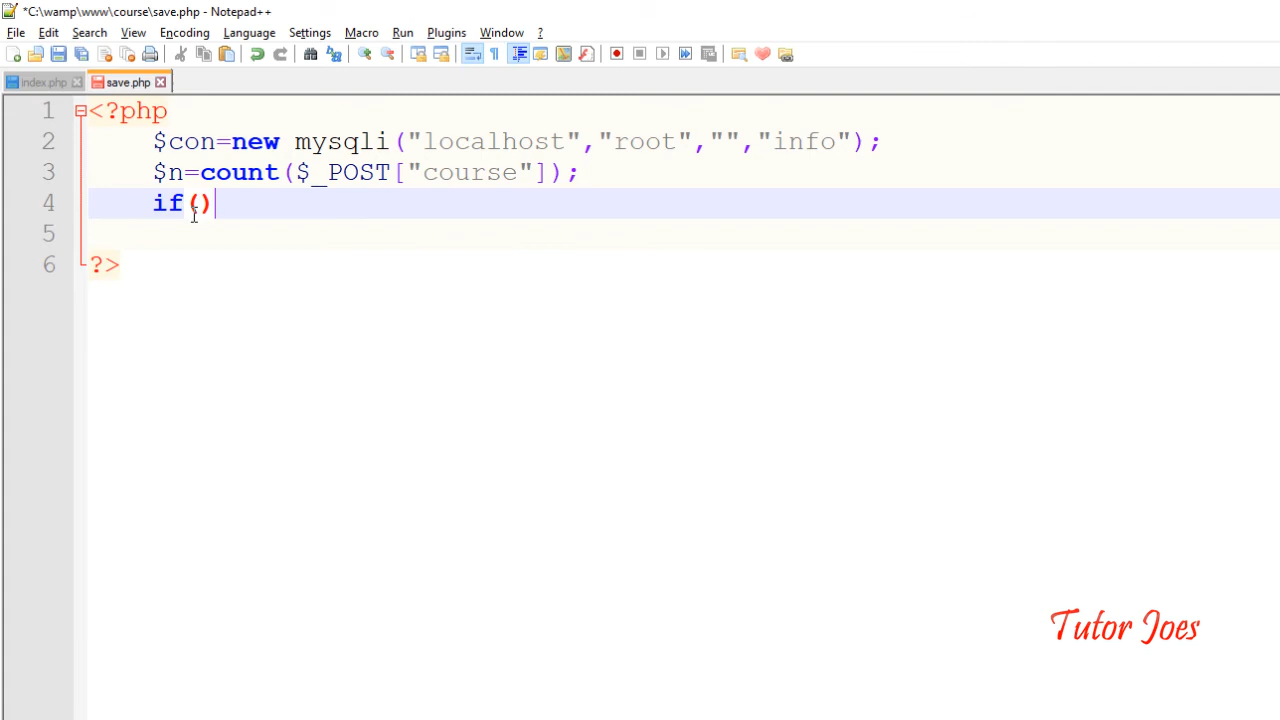 *C:\wamp\www\course\save.php - Notepad++
File Edit Search View Encoding Language Settings Macro Run Plugins Window ?
index.php save.php
1 <?php
2 $con=new mysqli("localhost","root","","info");
3 $n=count($_POST["course"]);
4 if()
5
6 ?>
Tutor Joes